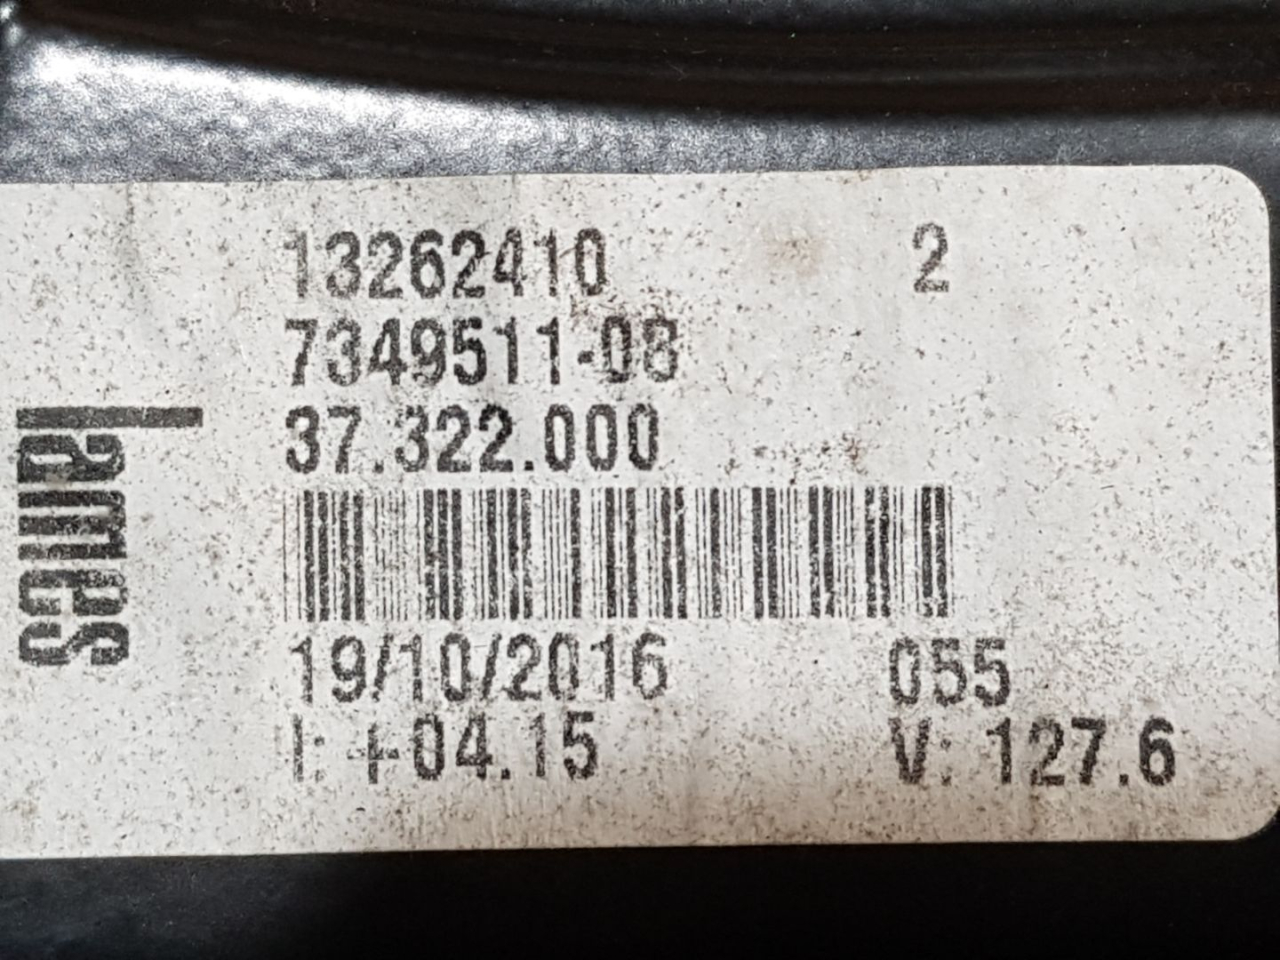 13262410 2
7349511-08
37.322.000
Lames
19/10/2016 055
I: +04.15 V: 127.6